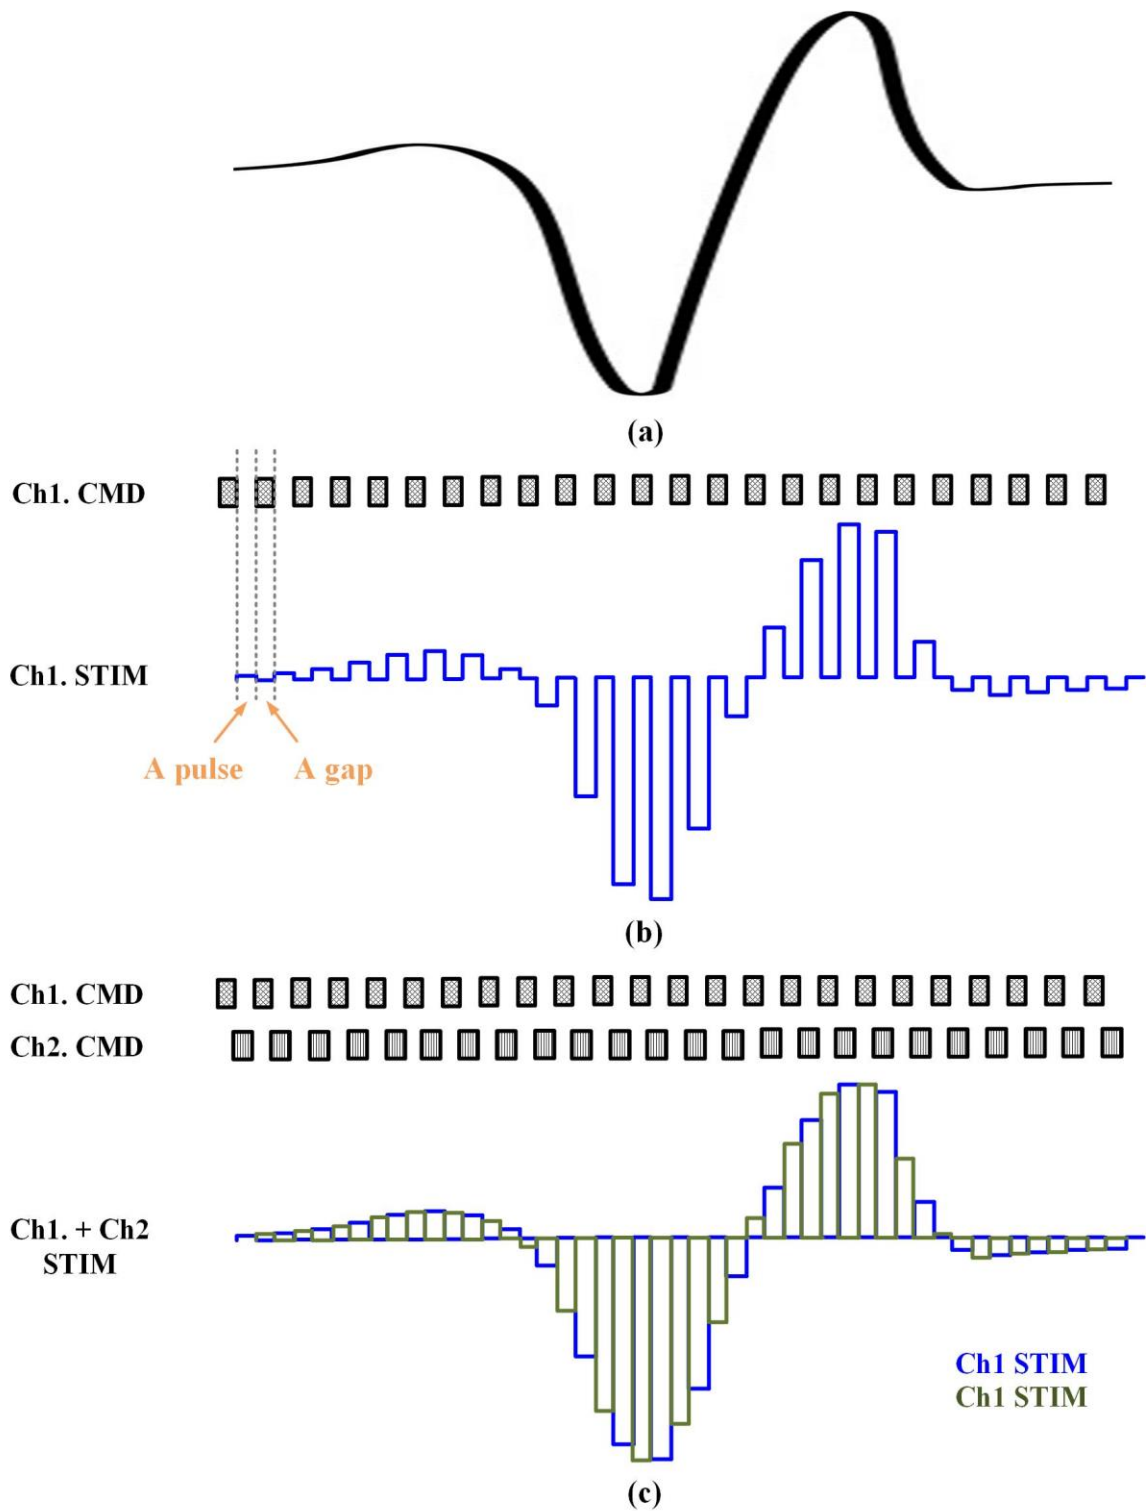 (a)
Ch1. CMD
Ch1. STIM
A pulse
A gap
(b)
Ch1. CMD
Ch2. CMD
Ch1. + Ch2
STIM
Ch1 STIM
Ch1 STIM
(c)